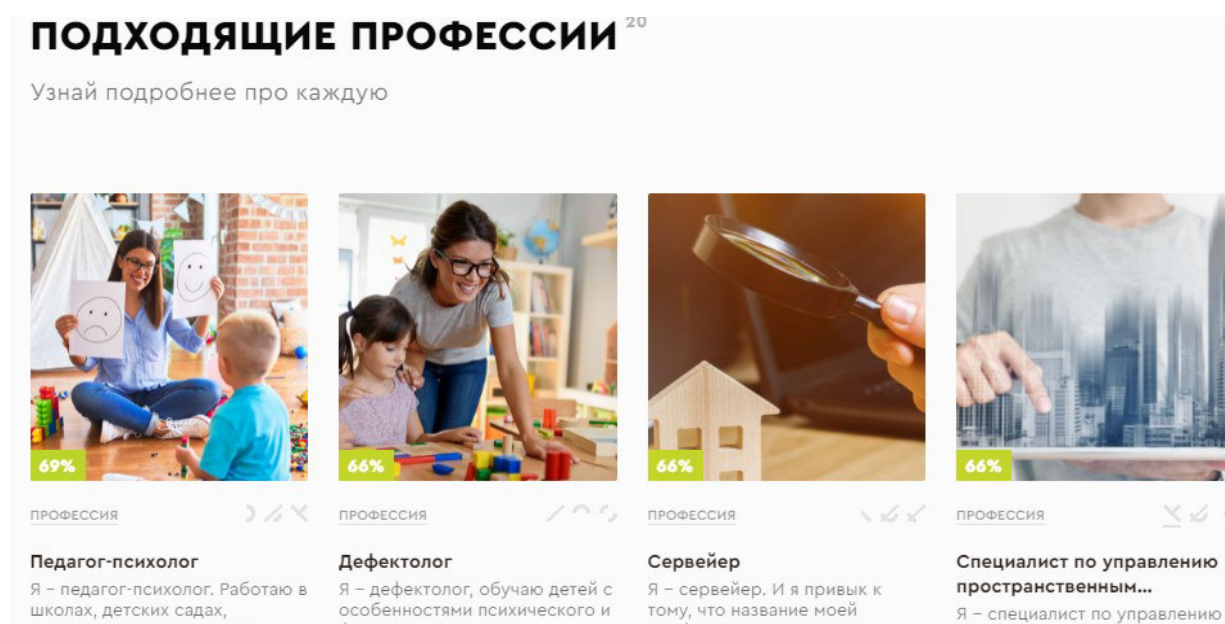 ПОДХОДЯЩИЕ ПРОФЕССИИ 20
Узнай подробнее про каждую
69%
66%
66%
66%
ПРОФЕССИЯ
ПРОФЕССИЯ
ПРОФЕССИЯ
ПРОФЕССИЯ
Педагог-психолог
Я – педагог-психолог. Работаю в
школах, детских садах,
Дефектолог
Я – дефектолог, обучаю детей с
особенностями психического и
Сервейер
Я – сервейер. И я привык к
тому, что название моей
Специалист по управлению
пространственным...
Я – специалист по управлению